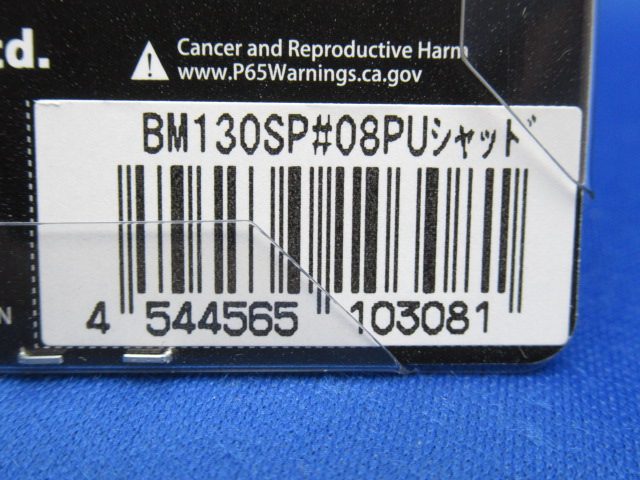 td.
Cancer and Reproductive Harm
www.P65Warnings.ca.gov
BM130SP#08PUシャッド
N
4 544565 103081